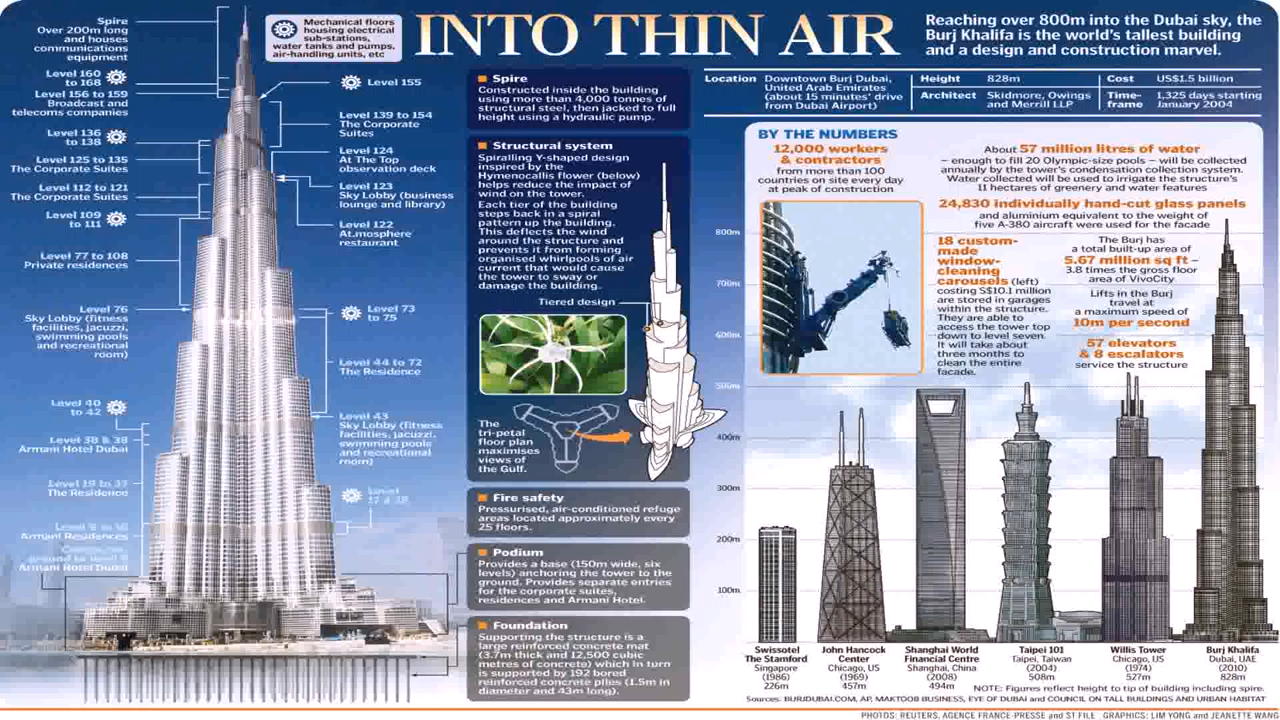 INTO THIN AIR
Reaching over 800m into the Dubai sky, the
Burj Khalifa is the world's tallest building
and a design and construction marvel.
Spire
Over 200m long
and houses
communications
equipment
Level 160
to 168
Level 156 to 159
Broadcast and
telecoms companies
Level 136
to 138
Level 125 to 135
The Corporate Suites
Level 112 to 121
The Corporate Suites
Level 109
to 111
Level 77 to 108
Private residences
Level 76
Sky Lobby (fitness
facilities, jacuzzi,
swimming pools
and recreational
room)
Level 40
to 42
Level 38 & 38
Armani Hotel Dubai
Level 19 to 37
The Residence
Armani Residences
Armani Hotel Dubai
Mechanical floors
housing electrical
sub-stations,
water tanks and pumps,
air-handling units, etc
Level 155
Level 139 to 154
The Corporate
Suites
Level 124
At The Top
observation deck
Level 123
Sky Lobby (business
lounge and library)
Level 122
At.mosphere
restaurant
Level 73
to 75
Level 44 to 72
The Residence
Level 43
Sky Lobby (fitness
facilities, jacuzzi,
swimming pools
and recreational
room)
Level
Spire
Constructed inside the building
using more than 4,000 tonnes of
structural steel, then jacked to full
height using a hydraulic pump.
Structural system
Spiralling Y-shaped design
inspired by the
Hymenocallis flower (below)
helps reduce the impact of
wind on the tower.
Each tier of the building
steps back in a spiral
pattern up the building.
This deflects the wind
around the structure and
prevents it from forming
organised whirlpools of air
current that would cause
the tower to sway or
damage the building.
Tiered design
The
tri-petal
floor plan
maximises
views of
the Gulf.
Fire safety
Pressurised, air-conditioned refuge
areas located approximately every
25 floors.
Podium
Provides a base (150m wide, six
levels) anchoring the tower to the
ground. Provides separate entries
for the corporate suites,
residences and Armani Hotel.
Foundation
Supporting the structure is a
large reinforced concrete mat
(3.7m thick and 12,500 cubic
metres of concrete) which in turn
is supported by 192 bored
reinforced concrete piles (1.5m in
diameter and 43m long).
Location Downtown Burj Dubai,
United Arab Emirates
(about 15 minutes' drive
from Dubai Airport)
Height 828m
Architect Skidmore, Owings
and Merrill LLP
Cost US$1.5 billion
Time-
frame 1,325 days starting
January 2004
BY THE NUMBERS
12,000 workers
& contractors
from more than 100
countries on site every day
at peak of construction
About 57 million litres of water
– enough to fill 20 Olympic-size pools – will be collected
annually by the tower's condensation collection system.
Water collected will be used to irrigate the structure's
11 hectares of greenery and water features
24,830 individually hand-cut glass panels
and aluminium equivalent to the weight of
five A-380 aircraft were used for the facade
18 custom-
made
window-
cleaning
carousels (left)
costing S$10.1 million
are stored in garages
within the structure.
They are able to
access the tower top
down to level seven.
It will take about
three months to
clean the entire
facade.
The Burj has
a total built-up area of
5.67 million sq ft –
3.8 times the gross floor
area of VivoCity
Lifts in the Burj
travel at
a maximum speed of
10m per second
57 elevators
& 8 escalators
service the structure
800m
700m
600m
500m
400m
300m
200m
100m
Swissotel
The Stamford
Singapore
(1986)
226m
John Hancock
Center
Chicago, US
(1969)
457m
Shanghai World
Financial Centre
Shanghai, China
(2008)
494m
Taipei 101
Taipei, Taiwan
(2004)
508m
Willis Tower
Chicago, US
(1974)
527m
Burj Khalifa
Dubai, UAE
(2010)
828m
NOTE: Figures reflect height to tip of building including spire.
Sources: BURJDUBAI.COM, AP, MAKTOOB BUSINESS, EYE OF DUBAI and COUNCIL ON TALL BUILDINGS AND URBAN HABITAT
PHOTOS: REUTERS, AGENCE FRANCE-PRESSE and ST FILE GRAPHICS: LIM YONG and JEANETTE WANG